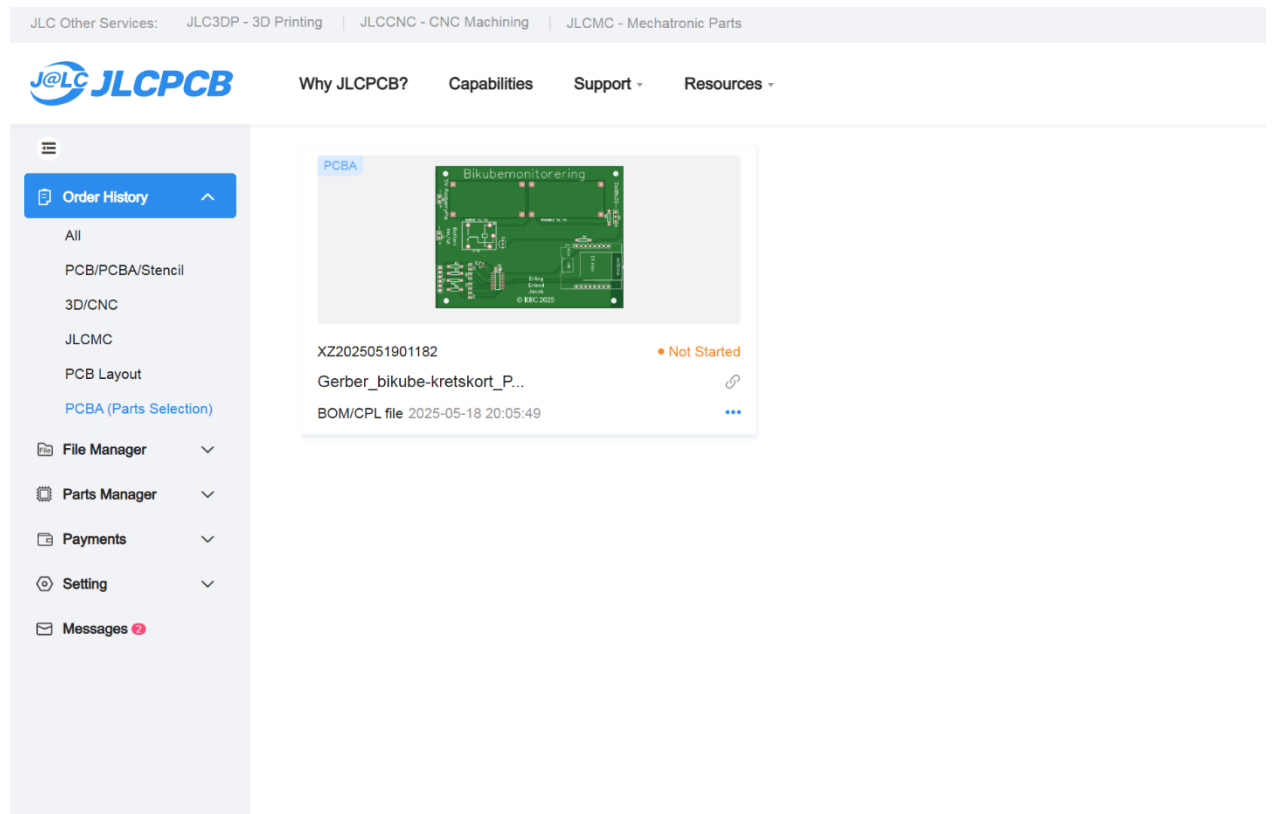 JLC Other Services: JLC3DP - 3D Printing JLCCNC - CNC Machining JLCMC - Mechatronic Parts
J@LC JLCPCB Why JLCPCB? Capabilities Support Resources
Order History
All
PCB/PCBA/Stencil
3D/CNC
JLCMC
PCB Layout
PCBA (Parts Selection)
File Manager
Parts Manager
Payments
Setting
Messages 2
PCBA
Bikubemonitorering
Erling
Erlend
Jacob
© EBC 2025
XZ2025051901182 Not Started
Gerber_bikube-kretskort_P...
BOM/CPL file 2025-05-18 20:05:49